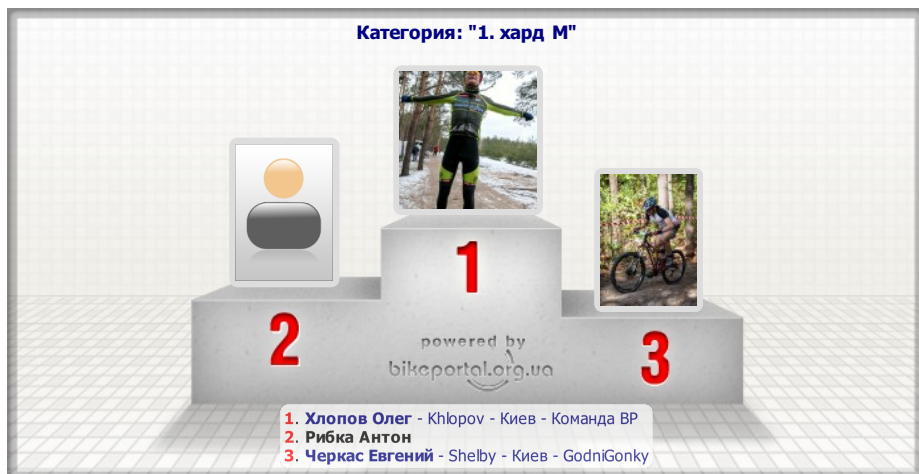 Категория: "1. хард М"
1
2
3
powered by
bikeportal.org.ua
1. Хлопов Олег - Khlopov - Киев - Команда ВР
2. Рибка Антон
3. Черкас Евгений - Shelby - Киев - GodniGonky